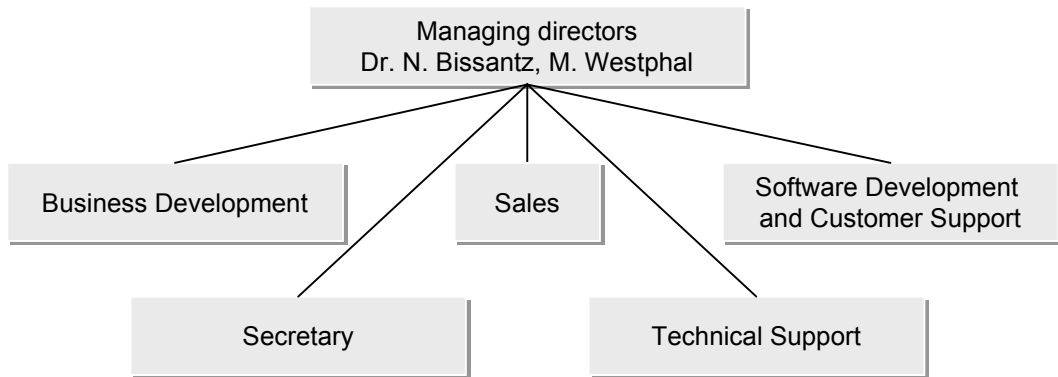 Managing directors
Dr. N. Bissantz, M. Westphal
Business Development
Sales
Software Development
and Customer Support
Secretary
Technical Support